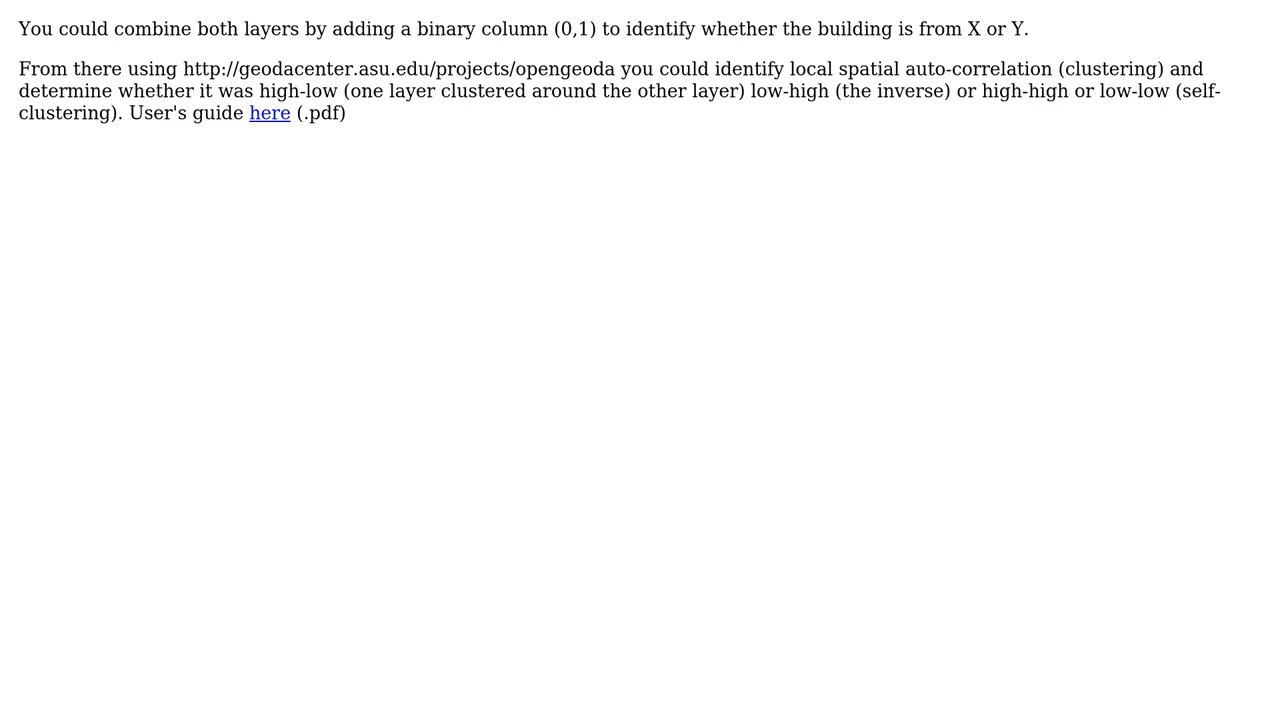 You could combine both layers by adding a binary column (0,1) to identify whether the building is from X or Y.
From there using http://geodacenter.asu.edu/projects/opengeoda you could identify local spatial auto-correlation (clustering) and
determine whether it was high-low (one layer clustered around the other layer) low-high (the inverse) or high-high or low-low (self-
clustering). User's guide here (.pdf)